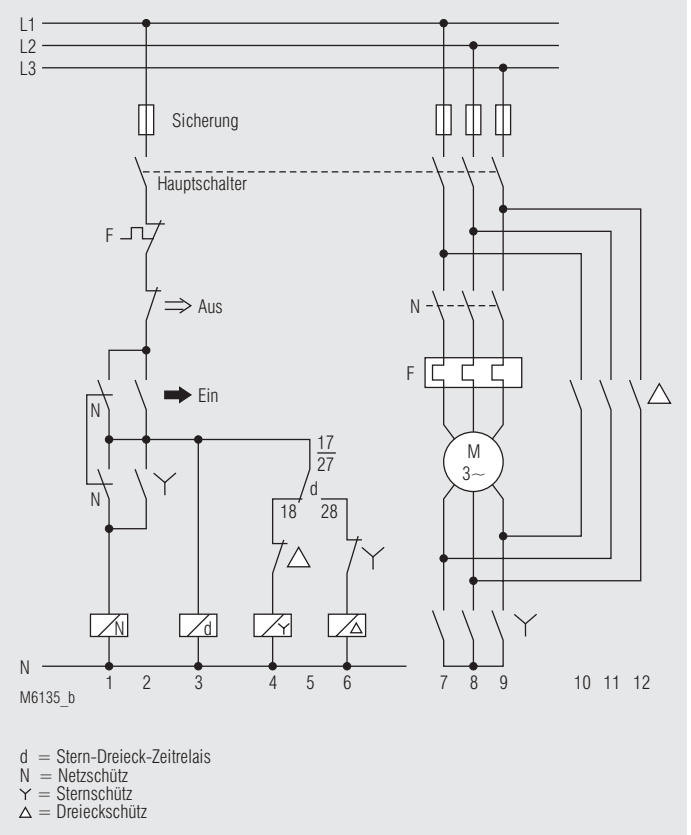 L1
L2
L3
Sicherung
Hauptschalter
F
Aus
N
F
N
Ein
M
3~
17
27
d
N
18 28
N d
N
1 2 3 4 5 6 7 8 9 10 11 12
M6135_b
d = Stern-Dreieck-Zeitrelais
N = Netzschütz
Y = Sternschütz
△ = Dreieckschütz